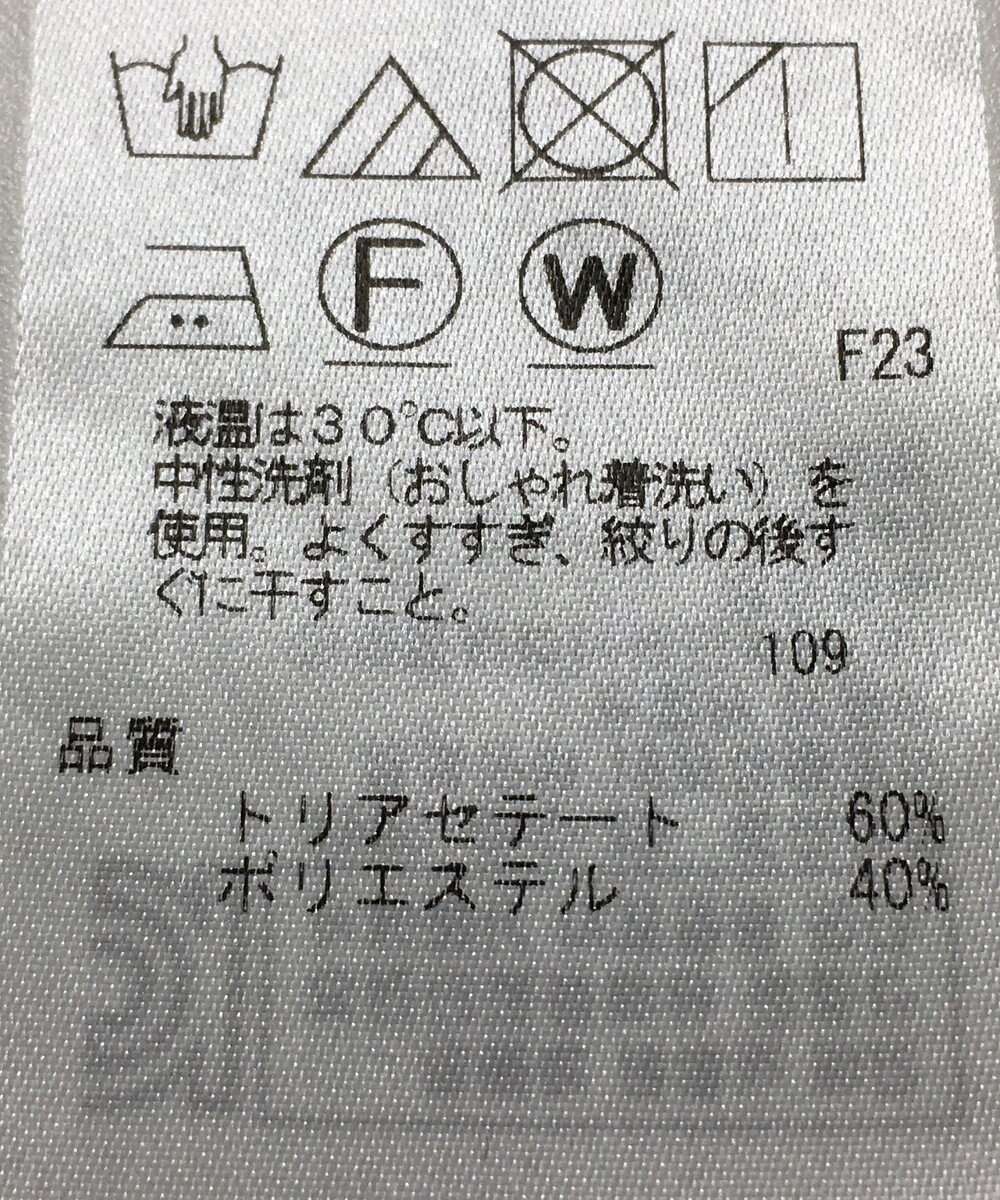 F
W
F23
液温は30℃以下。
中性洗剤(おしゃれ着洗い)を
使用。よくすすぎ、絞りの後す
ぐに干すこと。
109
品質
トリアセテート 60%
ポリエステル 40%